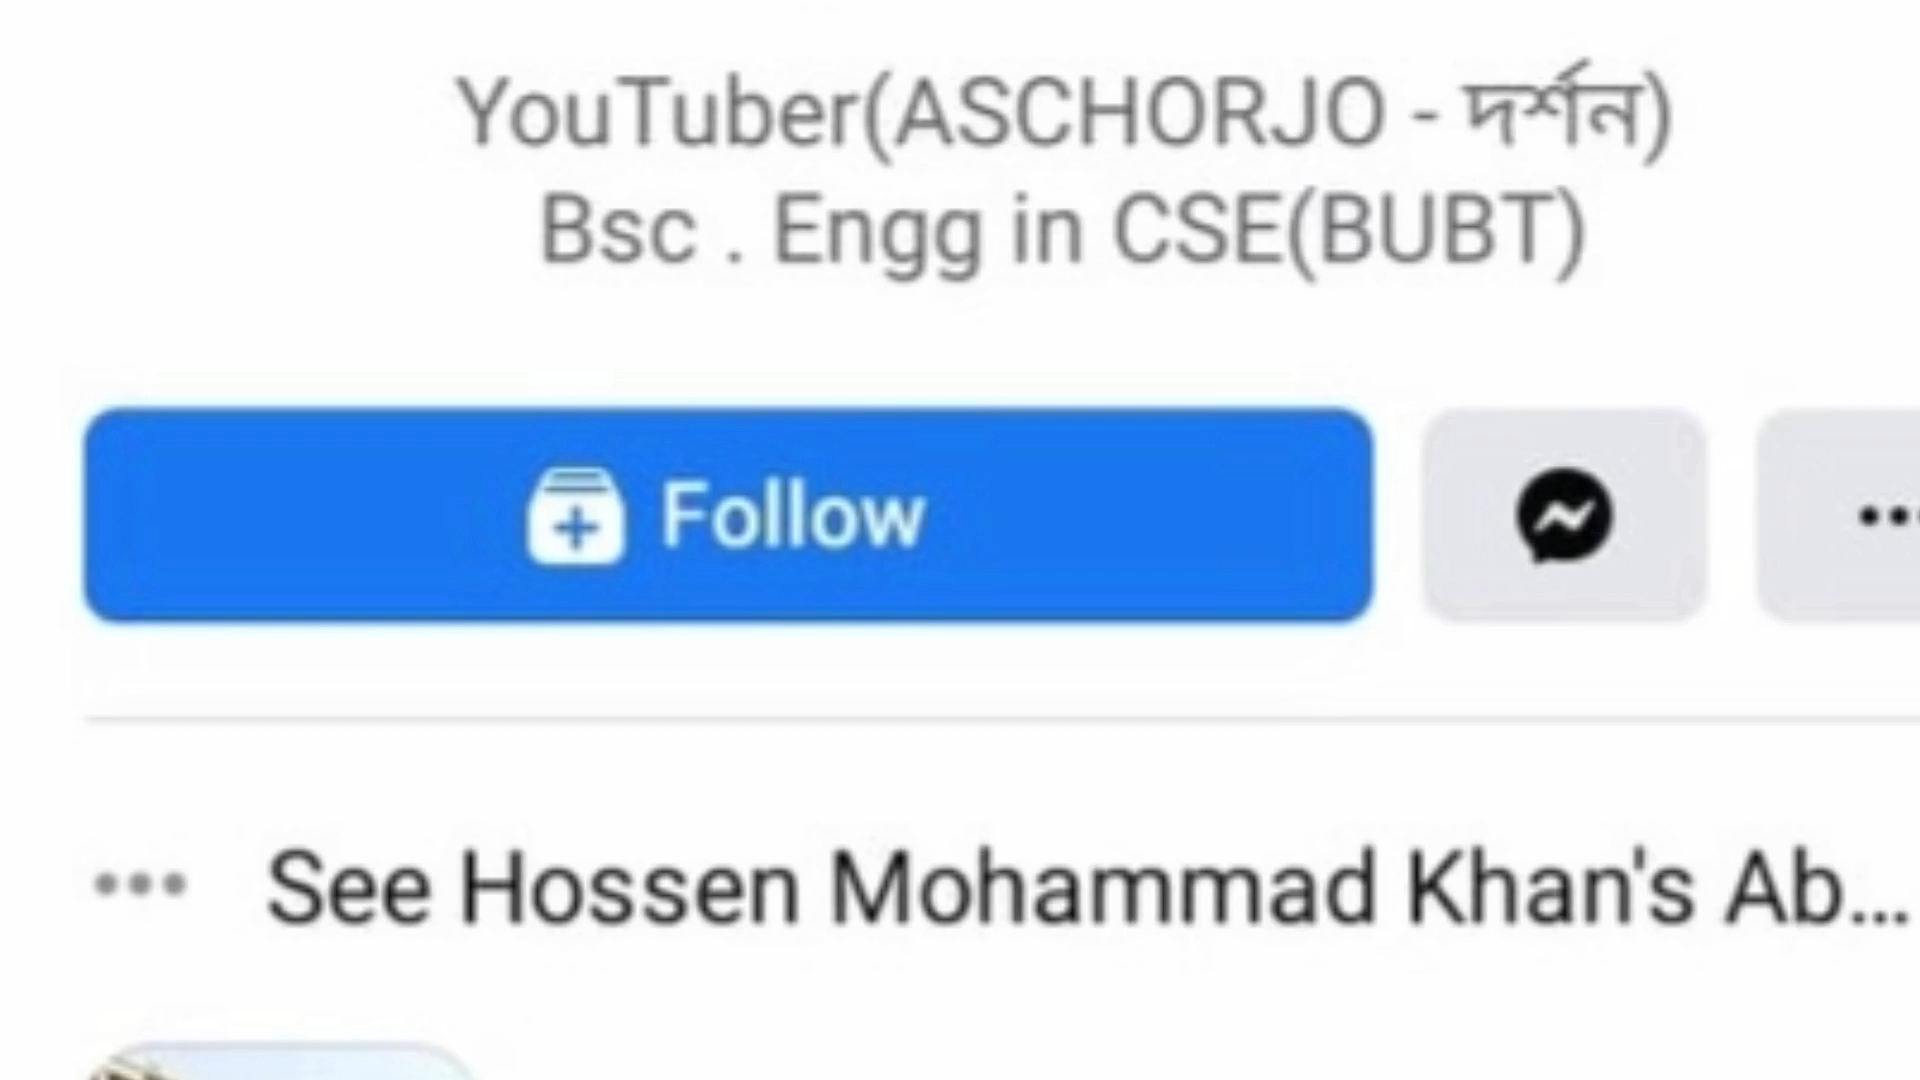 YouTuber(ASCHORJO - দর্শন)
Bsc . Engg in CSE(BUBT)
Follow
See Hossen Mohammad Khan's Ab...